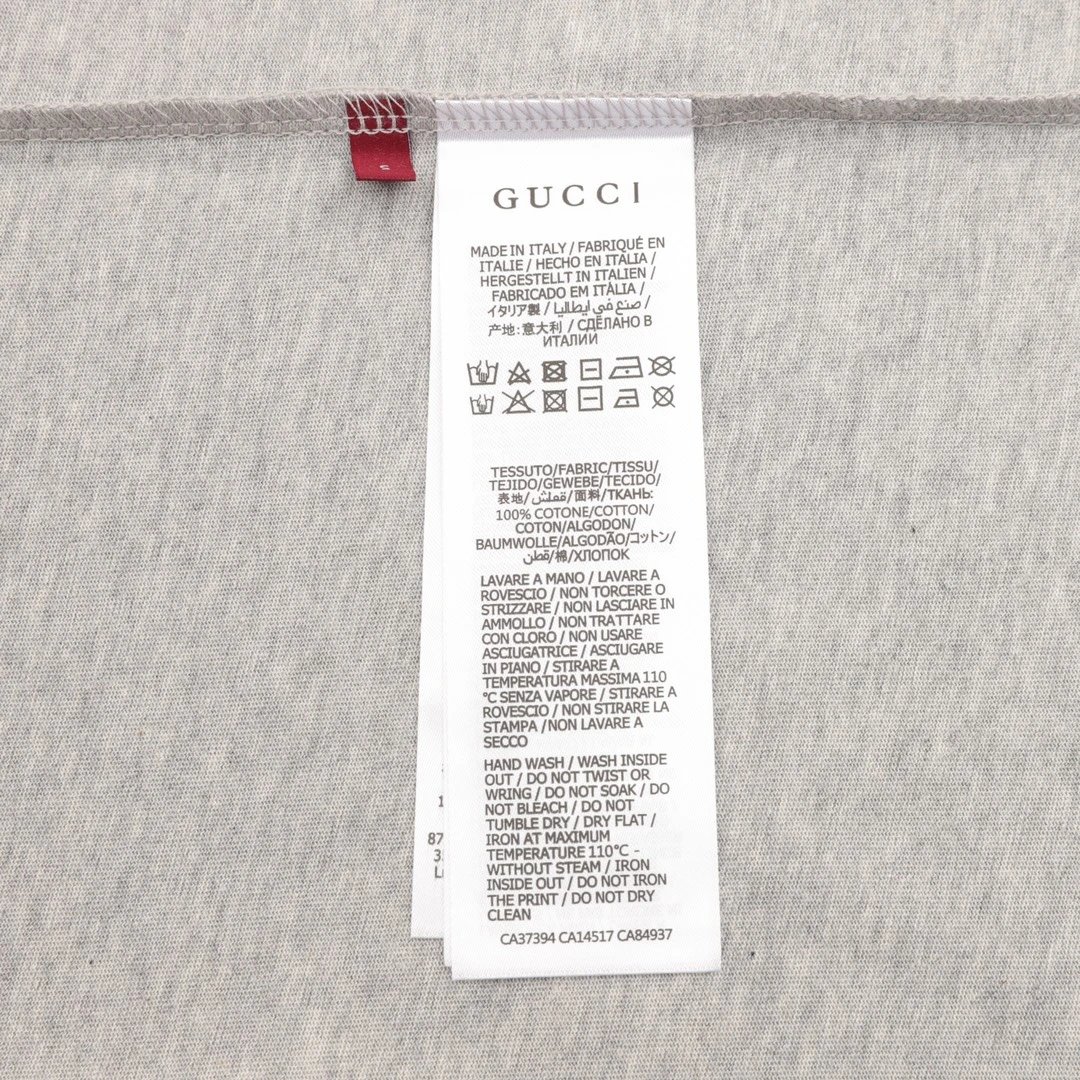 GUCCI
MADE IN ITALY / FABRIQUÉ EN
ITALIE / HECHO EN ITALIA /
HERGESTELLT IN ITALIEN /
FABRICADO EM ITÀLIA /
イタリア製 / صنع في ايطاليا /
产地:意大利 / СДЕЛАНО В
ИТАЛИИ
TESSUTO/FABRIC/TISSU/
TEJIDO/GEWEBE/TECIDO/
表地/قماش/面料/ТКАНЬ:
100% COTONE/COTTON/
COTON/ALGODON/
BAUMWOLLE/ALGODÃO/コットン/
قطن/棉/ХЛОПОК
LAVARE A MANO / LAVARE A
ROVESCIO / NON TORCERE O
STRIZZARE / NON LASCIARE IN
AMMOLLO / NON TRATTARE
CON CLORO / NON USARE
ASCIUGATRICE / ASCIUGARE
IN PIANO / STIRARE A
TEMPERATURA MASSIMA 110
°C SENZA VAPORE / STIRARE A
ROVESCIO / NON STIRARE LA
STAMPA /NON LAVARE A
SECCO
HAND WASH / WASH INSIDE
OUT / DO NOT TWIST OR
WRING / DO NOT SOAK / DO
NOT BLEACH / DO NOT
TUMBLE DRY / DRY FLAT /
IRON AT MAXIMUM
TEMPERATURE 110°C -
WITHOUT STEAM / IRON
INSIDE OUT / DO NOT IRON
THE PRINT / DO NOT DRY
CLEAN
CA37394 CA14517 CA84937
1
87